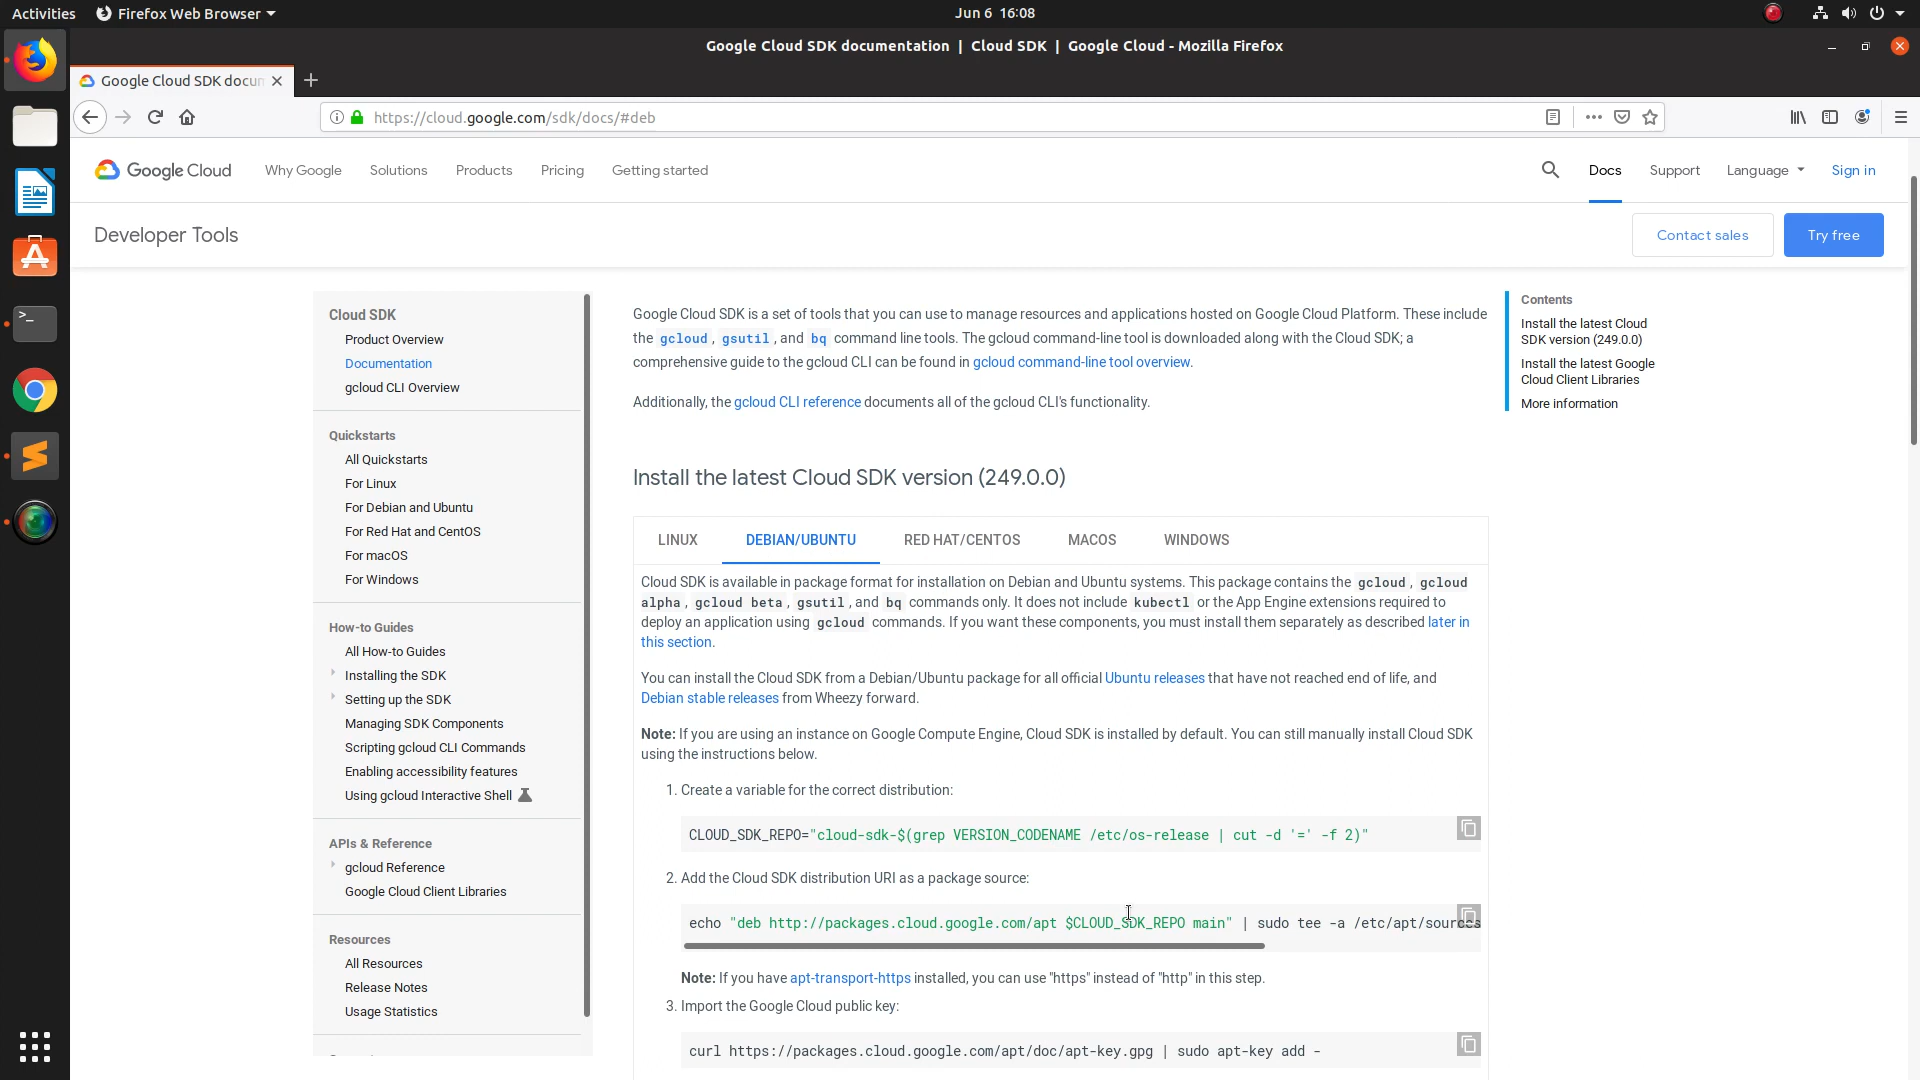 Activities
Firefox Web Browser
Jun 6 16:08
Google Cloud SDK documentation | Cloud SDK | Google Cloud - Mozilla Firefox
Google Cloud SDK docum
https://cloud.google.com/sdk/docs/#deb
Google Cloud
Why Google
Solutions
Products
Pricing
Getting started
Docs
Support
Language
Sign in
Developer Tools
Contact sales
Try free
Cloud SDK
Product Overview
Documentation
gcloud CLI Overview
Quickstarts
All Quickstarts
For Linux
For Debian and Ubuntu
For Red Hat and CentOS
For macOS
For Windows
How-to Guides
All How-to Guides
Installing the SDK
Setting up the SDK
Managing SDK Components
Scripting gcloud CLI Commands
Enabling accessibility features
Using gcloud Interactive Shell
APIs & Reference
gcloud Reference
Google Cloud Client Libraries
Resources
All Resources
Release Notes
Usage Statistics
Google Cloud SDK is a set of tools that you can use to manage resources and applications hosted on Google Cloud Platform. These include
the gcloud, gsutil, and bq command line tools. The gcloud command-line tool is downloaded along with the Cloud SDK; a
comprehensive guide to the gcloud CLI can be found in gcloud command-line tool overview.
Additionally, the gcloud CLI reference documents all of the gcloud CLI's functionality.
Install the latest Cloud SDK version (249.0.0)
LINUX
DEBIAN/UBUNTU
RED HAT/CENTOS
MACOS
WINDOWS
Cloud SDK is available in package format for installation on Debian and Ubuntu systems. This package contains the gcloud, gcloud
alpha, gcloud beta, gsutil, and bq commands only. It does not include kubectl or the App Engine extensions required to
deploy an application using gcloud commands. If you want these components, you must install them separately as described later in
this section.
You can install the Cloud SDK from a Debian/Ubuntu package for all official Ubuntu releases that have not reached end of life, and
Debian stable releases from Wheezy forward.
Note: If you are using an instance on Google Compute Engine, Cloud SDK is installed by default. You can still manually install Cloud SDK
using the instructions below.
1. Create a variable for the correct distribution:
CLOUD_SDK_REPO="cloud-sdk-$(grep VERSION_CODENAME /etc/os-release | cut -d '=' -f 2)"
2. Add the Cloud SDK distribution URI as a package source:
echo "deb http://packages.cloud.google.com/apt $CLOUD_SDK_REPO main" | sudo tee -a /etc/apt/sources
Note: If you have apt-transport-https installed, you can use "https" instead of "http" in this step.
3. Import the Google Cloud public key:
curl https://packages.cloud.google.com/apt/doc/apt-key.gpg | sudo apt-key add -
Contents
Install the latest Cloud
SDK version (249.0.0)
Install the latest Google
Cloud Client Libraries
More information